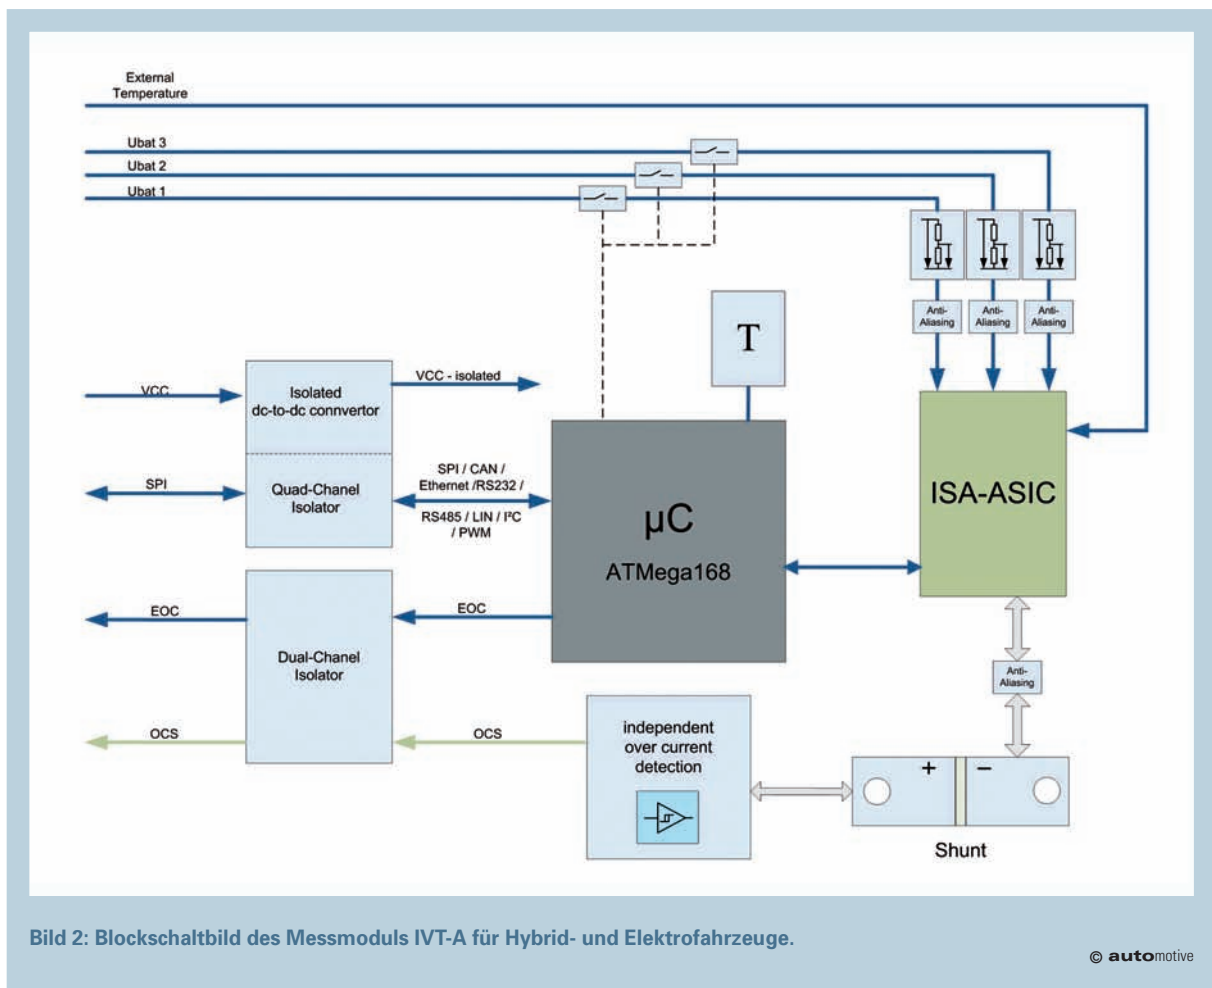 External
Temperature
Ubat 3
Ubat 2
Ubat 1
Anti-
-Aliasing
Anti-
-Aliasing
Anti-
-Aliasing
T
VCC
Isolated
dc-to-dc connvertor
VCC - isolated
SPI
Quad-Chanel
Isolator
SPI / CAN /
Ethernet /RS232 /
RS485 / LIN / I²C
/ PWM
µC
ATMega168
ISA-ASIC
EOC
Dual-Chanel
Isolator
EOC
OCS
OCS
independent
over current
detection
Anti-
Aliasing
+ −
Shunt
Bild 2: Blockschaltbild des Messmoduls IVT-A für Hybrid- und Elektrofahrzeuge.
© automotive